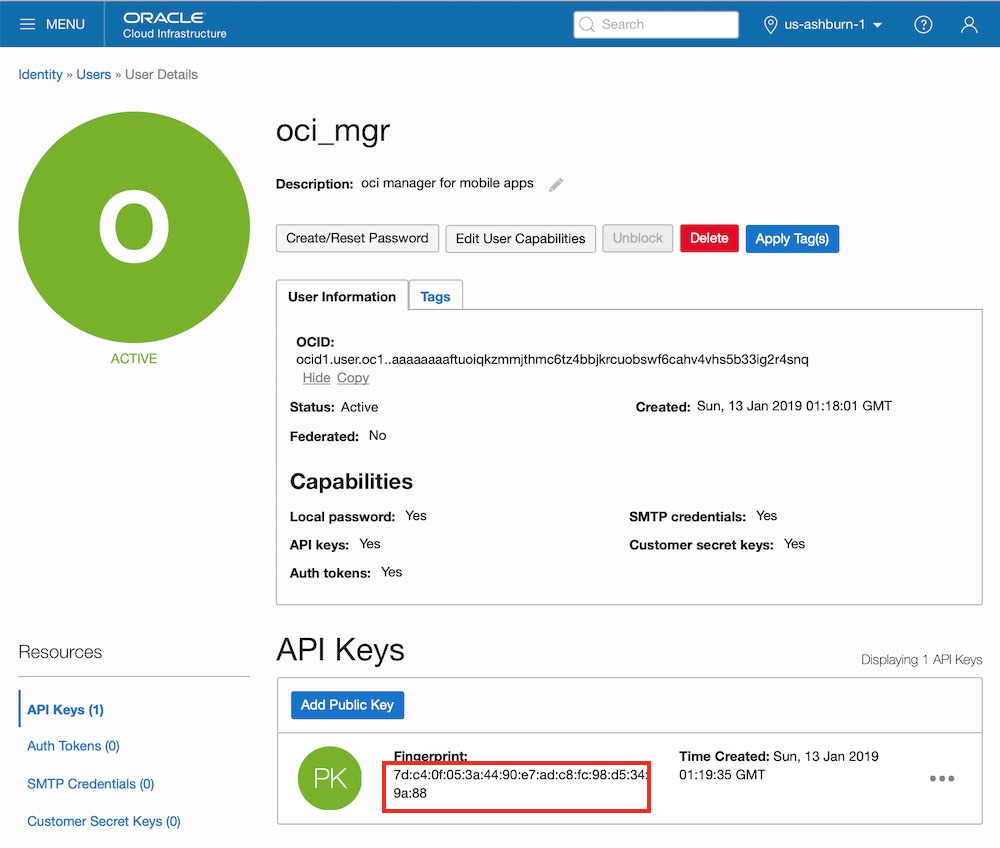 MENU
ORACLE
Cloud Infrastructure
Search
us-ashburn-1
?
Identity » Users » User Details
O
ACTIVE
oci_mgr
Description: oci manager for mobile apps
Create/Reset Password
Edit User Capabilities
Unblock
Delete
Apply Tag(s)
User Information
Tags
OCID:
ocid1.user.oc1..aaaaaaaaftuoiqkzmmjthmc6tz4bbjkrcuobswf6cahv4vhs5b33ig2r4snq
Hide Copy
Status: Active
Created: Sun, 13 Jan 2019 01:18:01 GMT
Federated: No
Capabilities
Local password: Yes
SMTP credentials: Yes
API keys: Yes
Customer secret keys: Yes
Auth tokens: Yes
Resources
API Keys (1)
Auth Tokens (0)
SMTP Credentials (0)
Customer Secret Keys (0)
API Keys
Displaying 1 API Keys
Add Public Key
PK
Fingerprint:
7d:c4:0f:05:3a:44:90:e7:ad:c8:fc:98:d5:34:
9a:88
Time Created: Sun, 13 Jan 2019
01:19:35 GMT